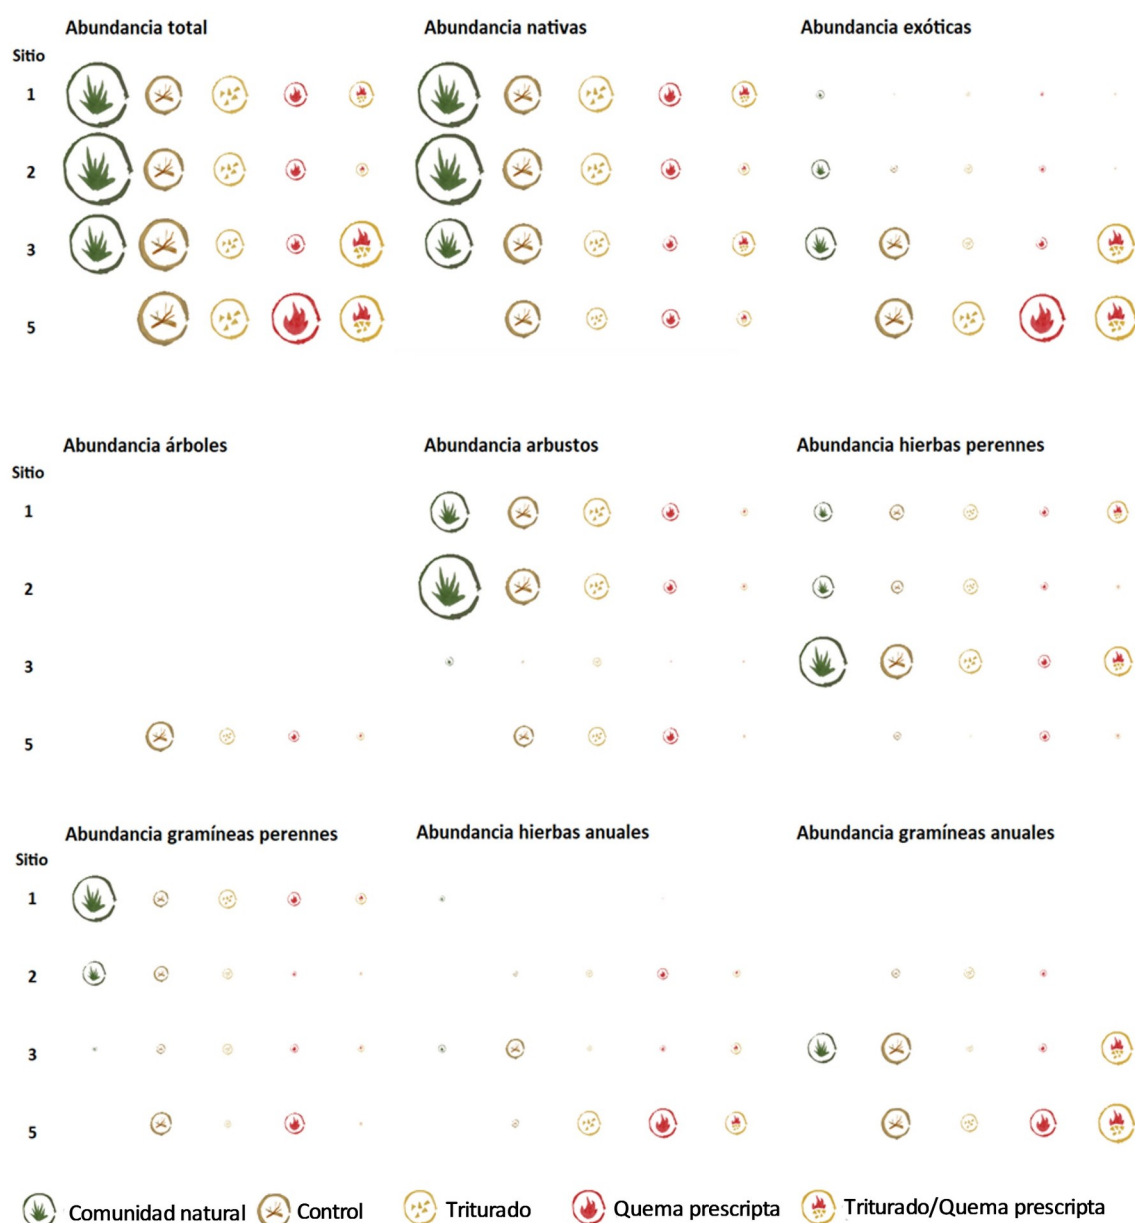 Abundancia total
Abundancia nativas
Abundancia exóticas
Sitio
1
2
3
5
Abundancia árboles
Abundancia arbustos
Abundancia hierbas perennes
Sitio
1
2
3
5
Abundancia gramíneas perennes
Abundancia hierbas anuales
Abundancia gramíneas anuales
Sitio
1
2
3
5
Comunidad natural
Control
Triturado
Quema prescripta
Triturado/Quema prescripta